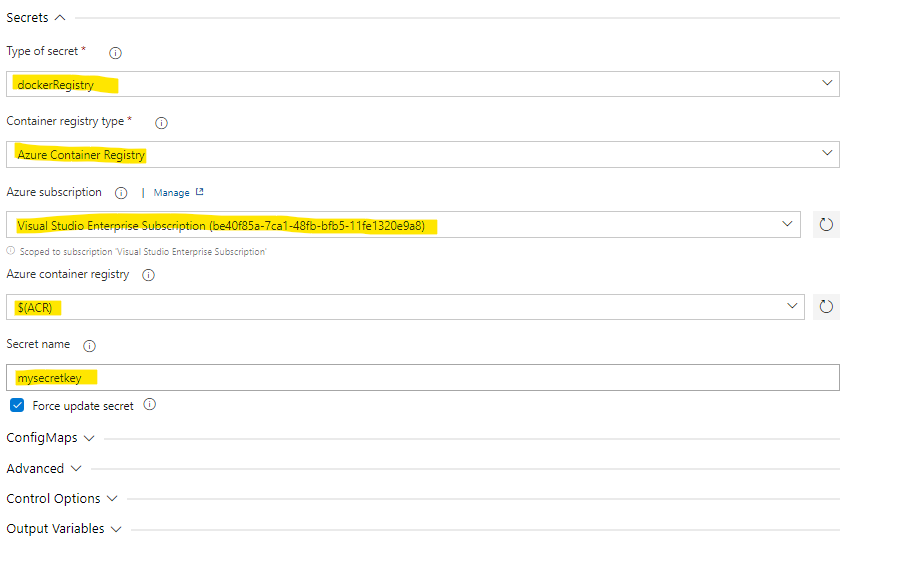 Secrets
Type of secret *
dockerRegistry
Container registry type *
Azure Container Registry
Azure subscription | Manage
Visual Studio Enterprise Subscription (be40f85a-7ca1-48fb-bfb5-11fe1320e9a8)
Scoped to subscription 'Visual Studio Enterprise Subscription'
Azure container registry
$(ACR)
Secret name
mysecretkey
Force update secret
ConfigMaps
Advanced
Control Options
Output Variables